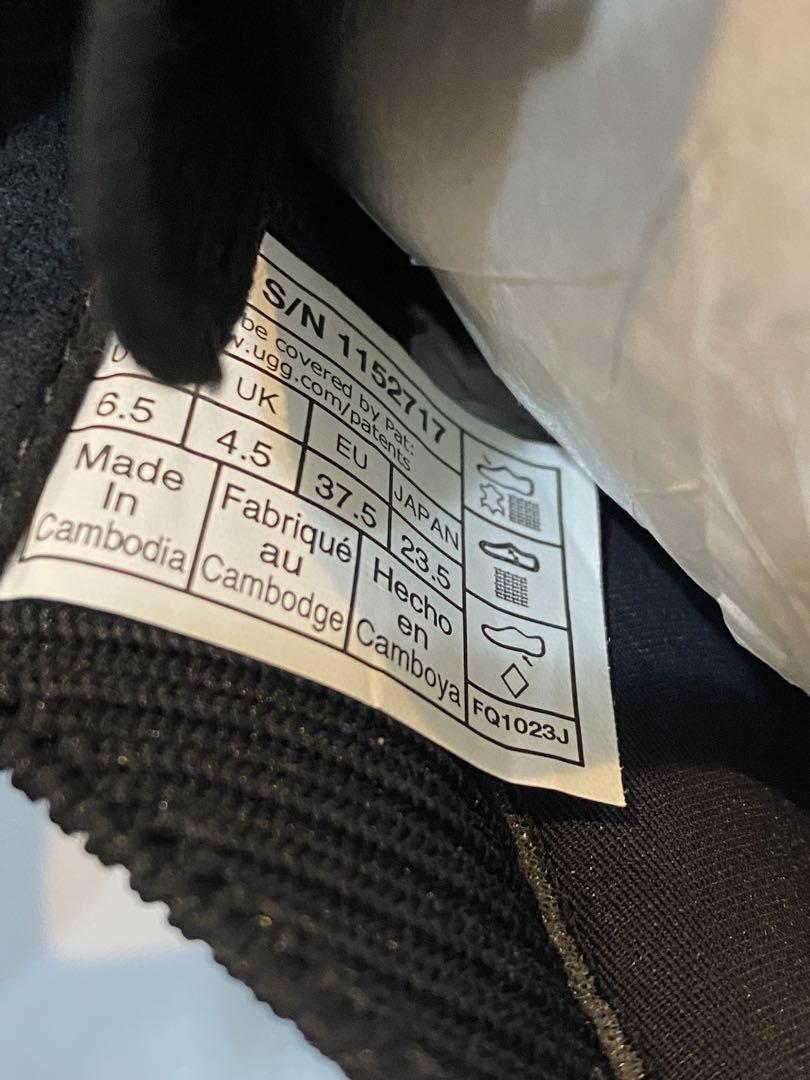 S/N 1152717
be covered by Pat:
w.ugg.com/patents
UK EU JAPAN
6.5 4.5 37.5 23.5
Made
In
Cambodia
Fabriqué
au
Cambodge
Hecho
en
Camboya
FQ1023J